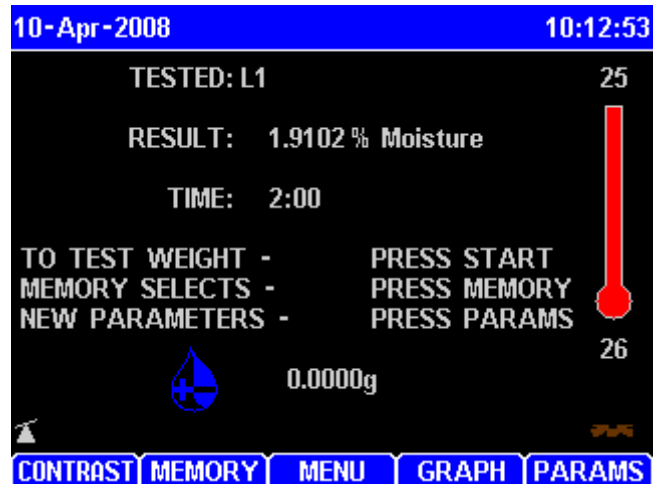 10-Apr-2008 10:12:53
TESTED: L1 25
RESULT: 1.9102 % Moisture
TIME: 2:00
TO TEST WEIGHT - PRESS START
MEMORY SELECTS - PRESS MEMORY
NEW PARAMETERS - PRESS PARAMS
26
0.0000g
CONTRAST MEMORY MENU GRAPH PARAMS